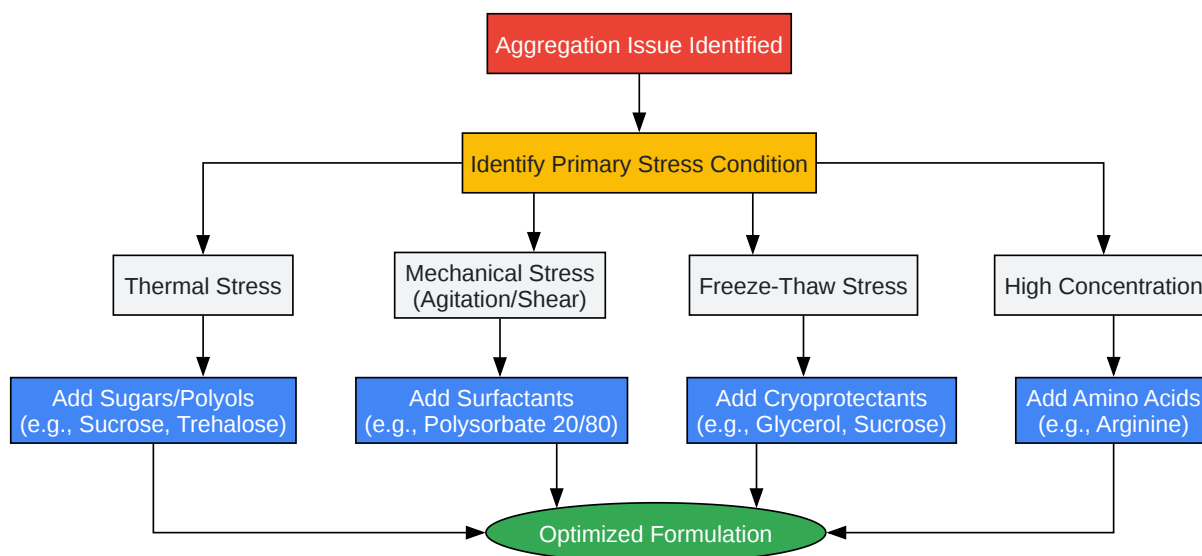 Aggregation Issue Identified
Identify Primary Stress Condition
Thermal Stress
Mechanical Stress
(Agitation/Shear)
Freeze-Thaw Stress
High Concentration
Add Sugars/Polyols
(e.g., Sucrose, Trehalose)
Add Surfactants
(e.g., Polysorbate 20/80)
Add Cryoprotectants
(e.g., Glycerol, Sucrose)
Add Amino Acids
(e.g., Arginine)
Optimized Formulation